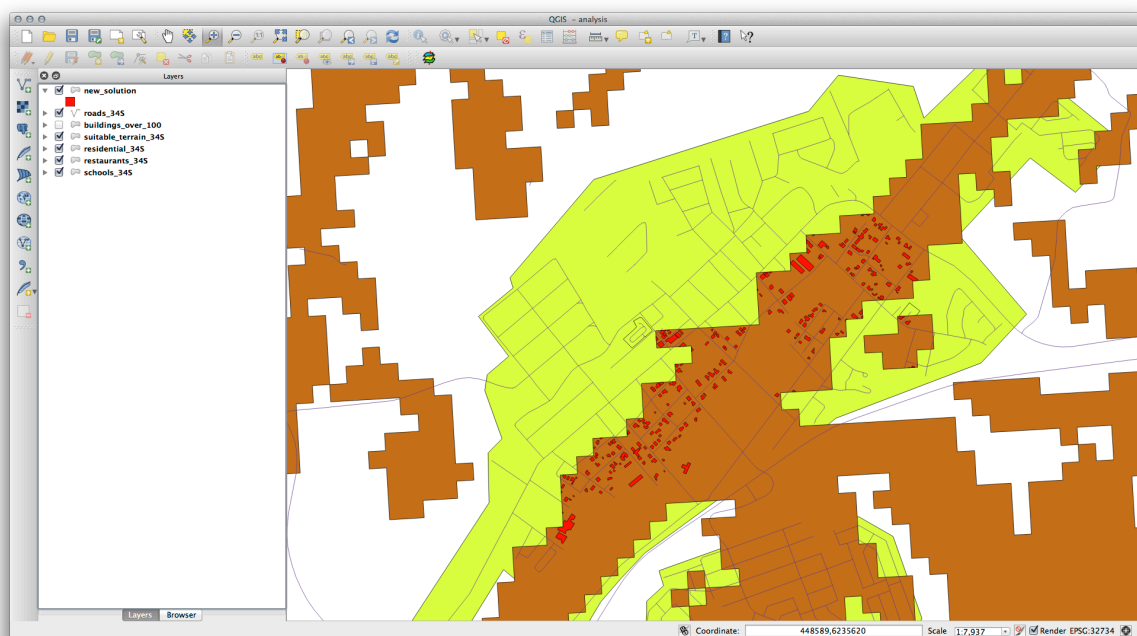 QGIS - analysis
Layers
new_solution
roads_34S
buildings_over_100
suitable_terrain_34S
residential_34S
restaurants_34S
schools_34S
Layers Browser
Coordinate: 448589,6235620 Scale 1:7,937 Render EPSG:32734